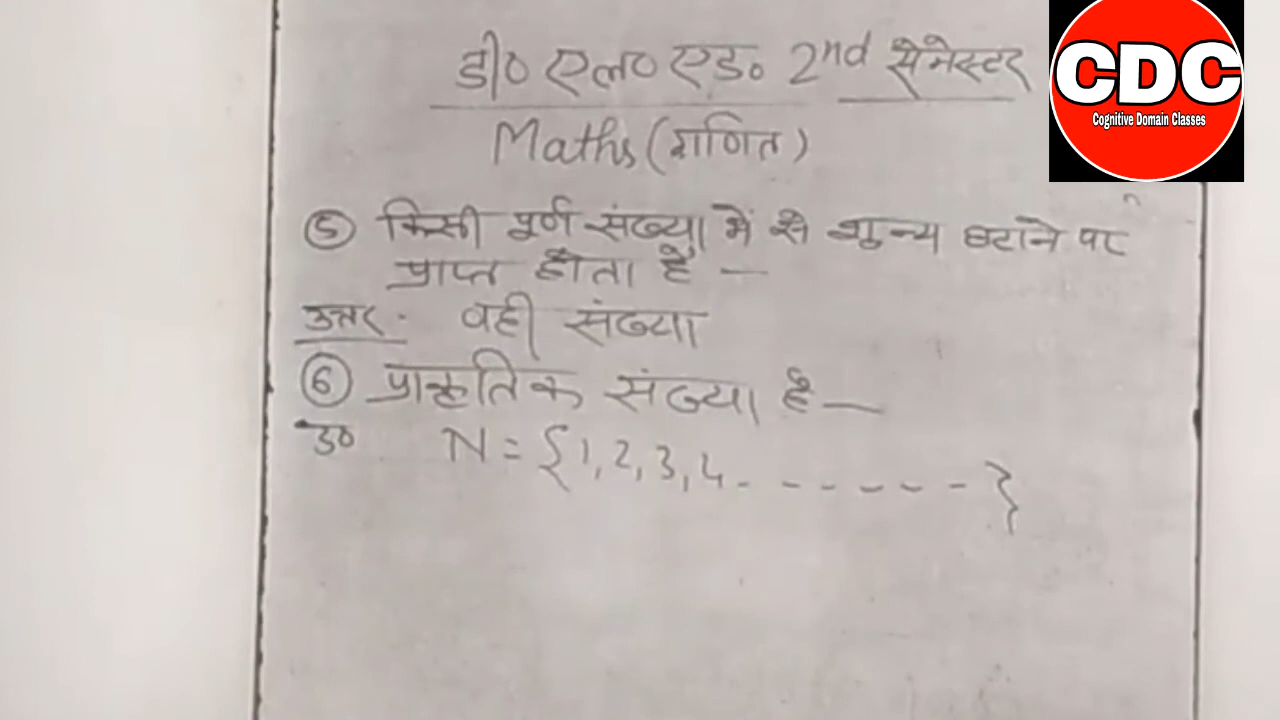 डी० एल० एड० 2nd सेमेस्टर
CDC
Cognitive Domain Classes
Maths (गणित)
5 किसी पूर्ण संख्या में से शून्य घटाने पर
प्राप्त होता है —
उत्तर. वही संख्या
6 प्राकृतिक संख्या है —
उ० N = {1, 2, 3, 4 - - - - - - - }